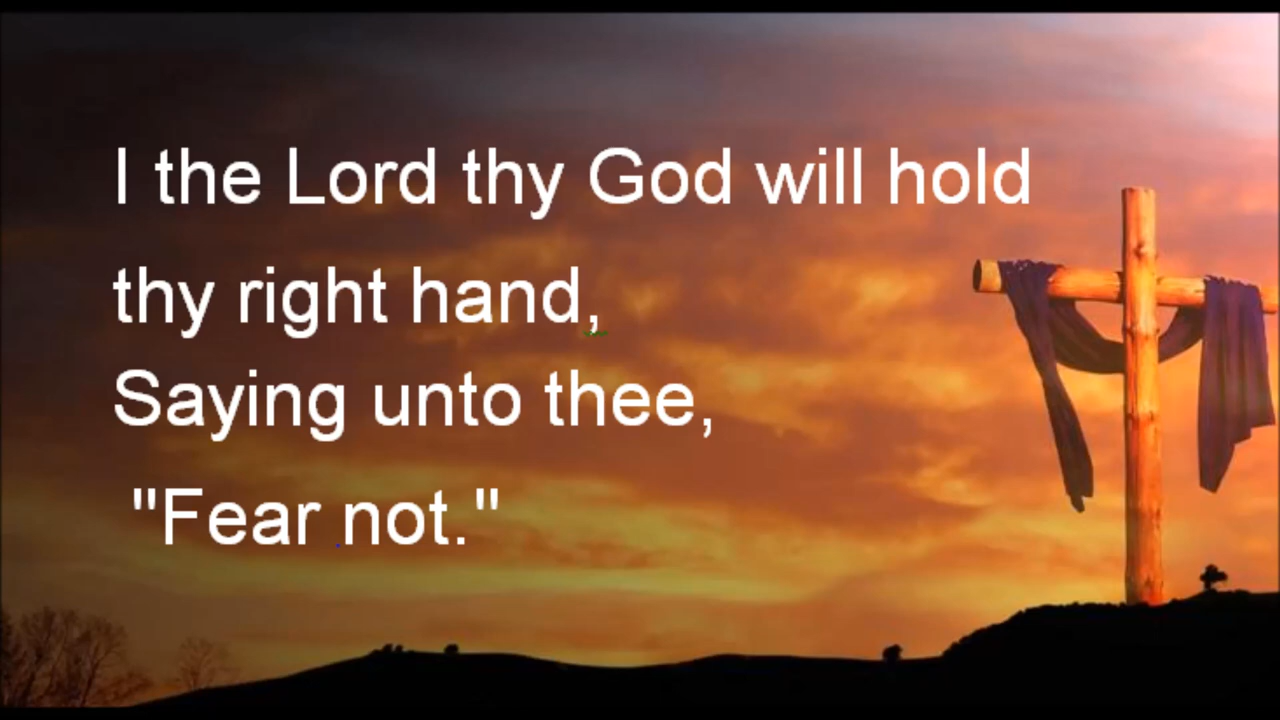 I the Lord thy God will hold
thy right hand,
Saying unto thee,
"Fear not."